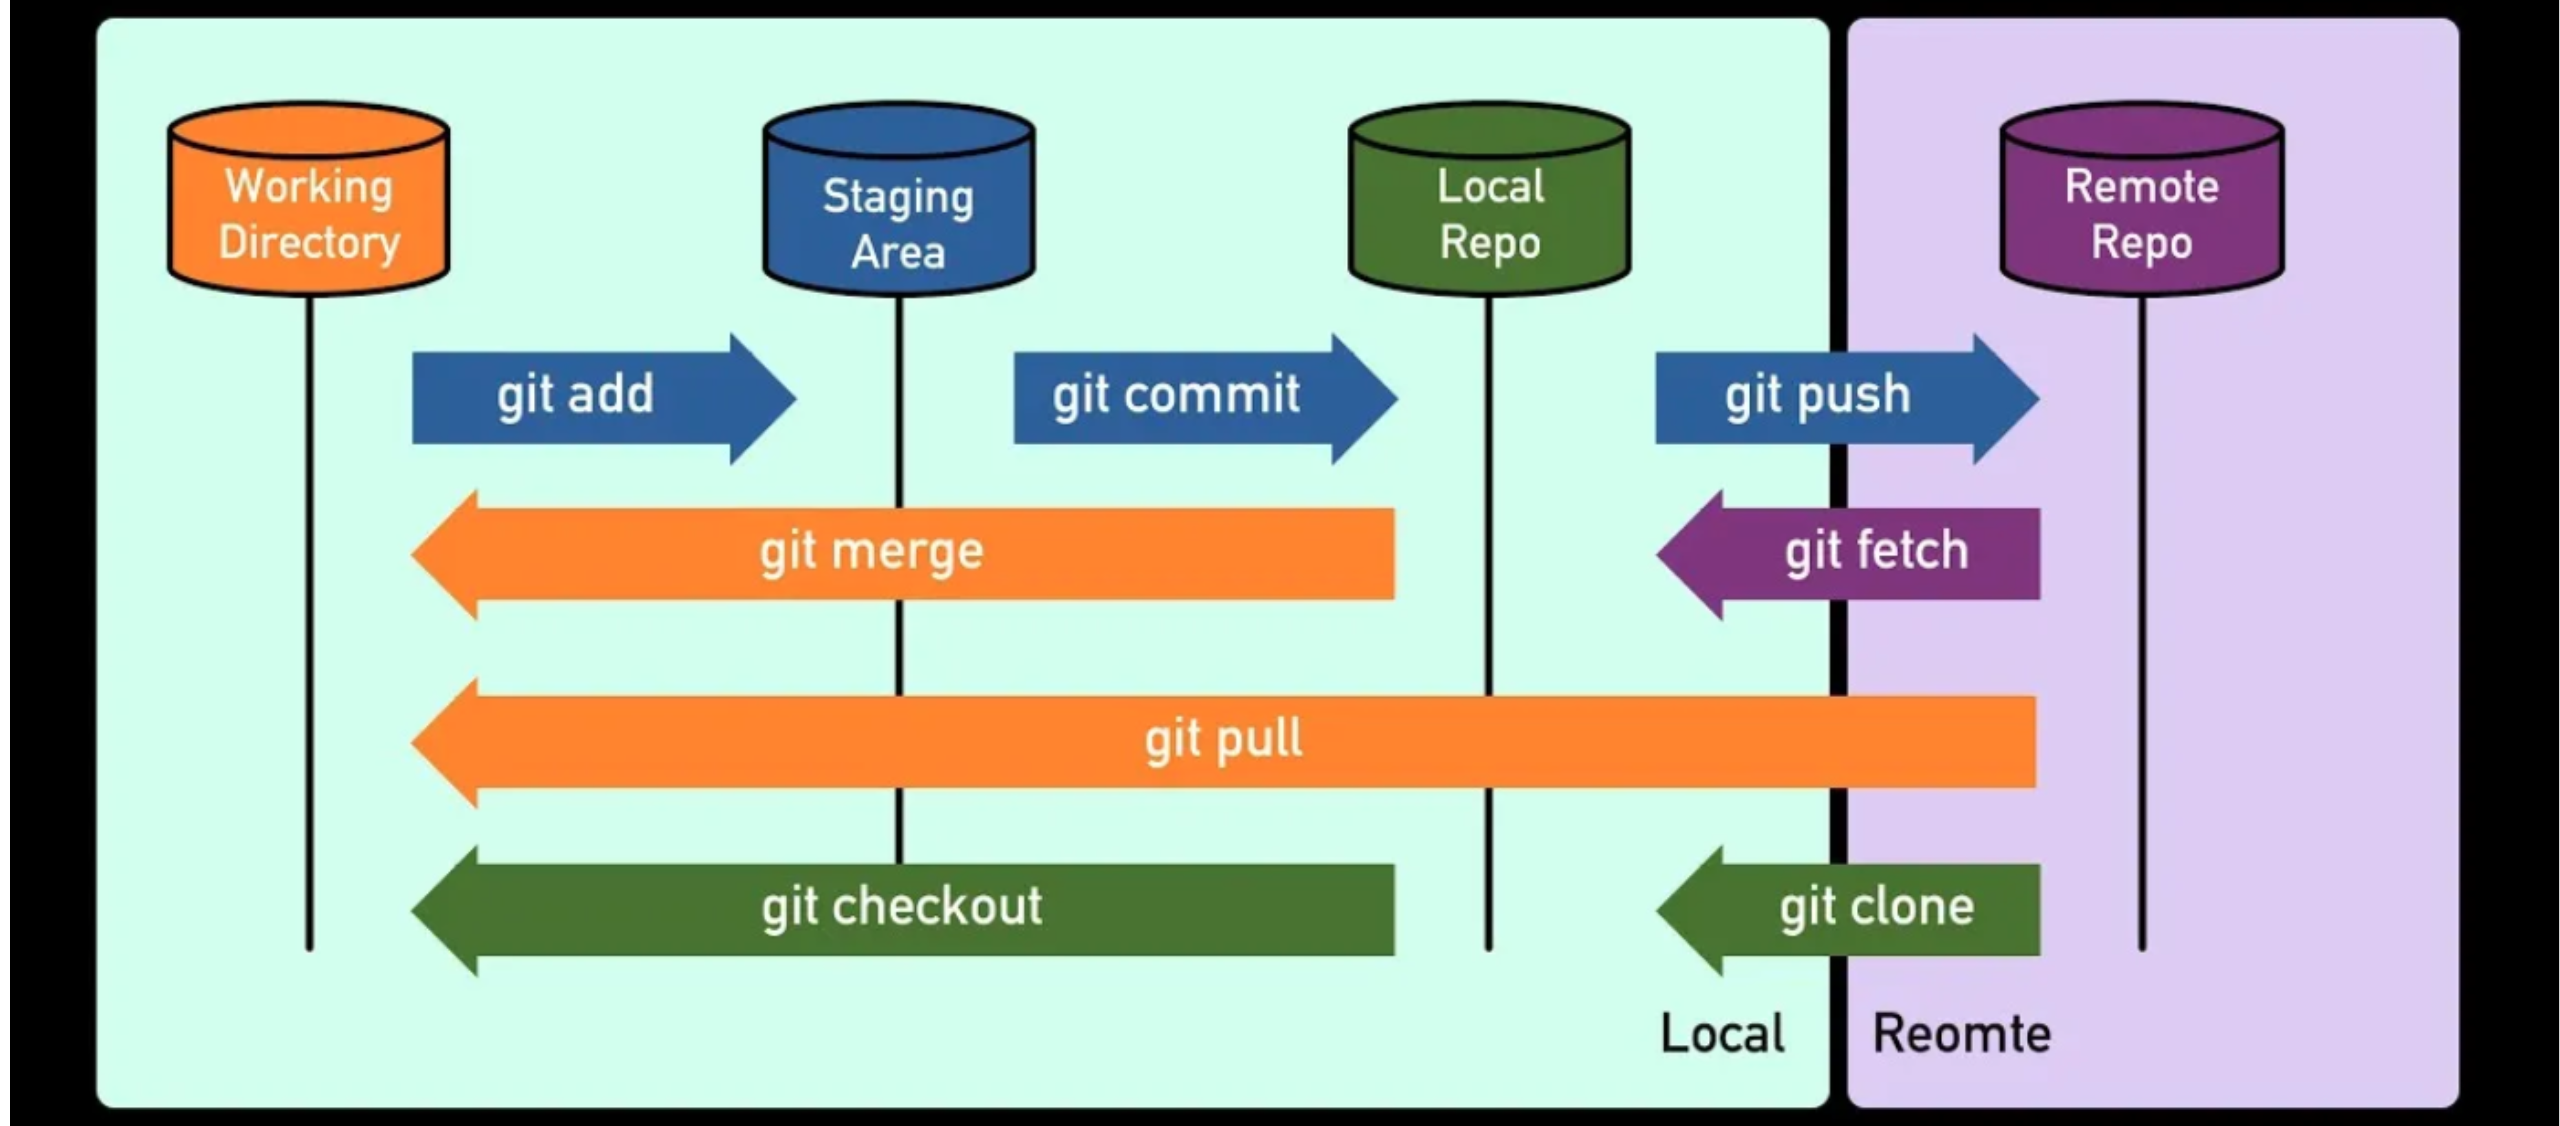 Working
Directory
Staging
Area
Local
Repo
Remote
Repo
git add
git commit
git push
git merge
git fetch
git pull
git checkout
git clone
Local
Reomte